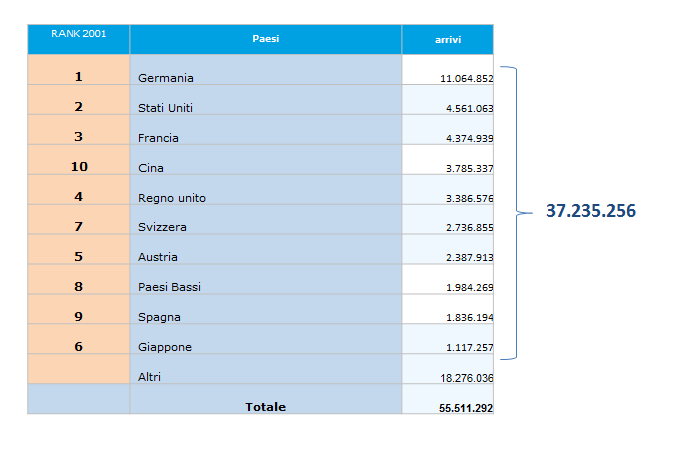 RANK 2001 Paesi arrivi
1 Germania 11.064.852
2 Stati Uniti 4.561.063
3 Francia 4.374.939
10 Cina 3.785.337
4 Regno unito 3.386.576
7 Svizzera 2.736.855
5 Austria 2.387.913
8 Paesi Bassi 1.984.269
9 Spagna 1.836.194
6 Giappone 1.117.257
Altri 18.276.036
Totale 55.511.292
37.235.256